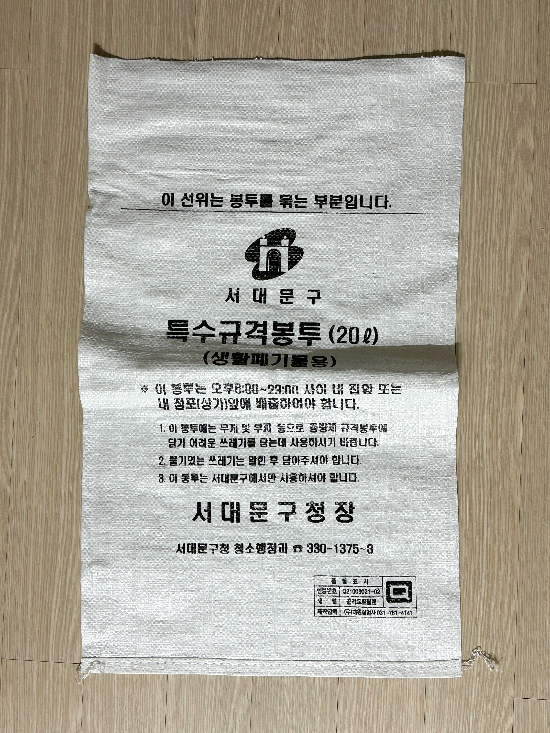 이 선위는 봉투를 묶는 부분입니다.
서대문구
특수규격봉투 (20ℓ)
(생활폐기물용)
※ 이 봉투는 오후6:00~23:00 사이 내 집앞 또는
내 점포(상가)앞에 배출하여야 합니다.
1. 이 봉투에는 무게 및 부피 등으로 종량제 규격봉투에
담기 어려운 쓰레기를 담는데 사용하시기 바랍니다.
2. 물기있는 쓰레기는 말린 후 담아주셔야 합니다.
3. 이 봉투는 서대문구에서만 사용하셔야 합니다.
서대문구청장
서대문구청 청소행정과 ☎ 330-1375~8
품 질 표 시